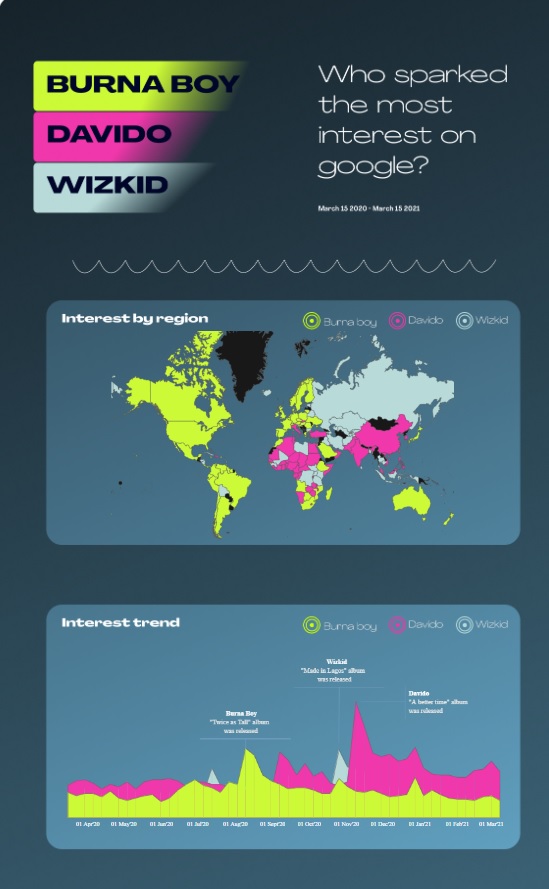 BURNA BOY
DAVIDO
WIZKID
Who sparked
the most
interest on
google?
March 15 2020 - March 15 2021
Interest by region
Burna boy
Davido
Wizkid
Interest trend
Burna boy
Davido
Wizkid
Wizkid
"Made in Lagos" album
was released
Davido
"A better time" album
was released
Burna Boy
"Twice as Tall" album
was released
01 Apr'20 01 May'20 01 Jun'20 01 Jul'20 01 Aug'20 01 Sept'20 01 Oct'20 01 Nov'20 01 Dec'20 01 Jan'21 01 Feb'21 01 Mar'21